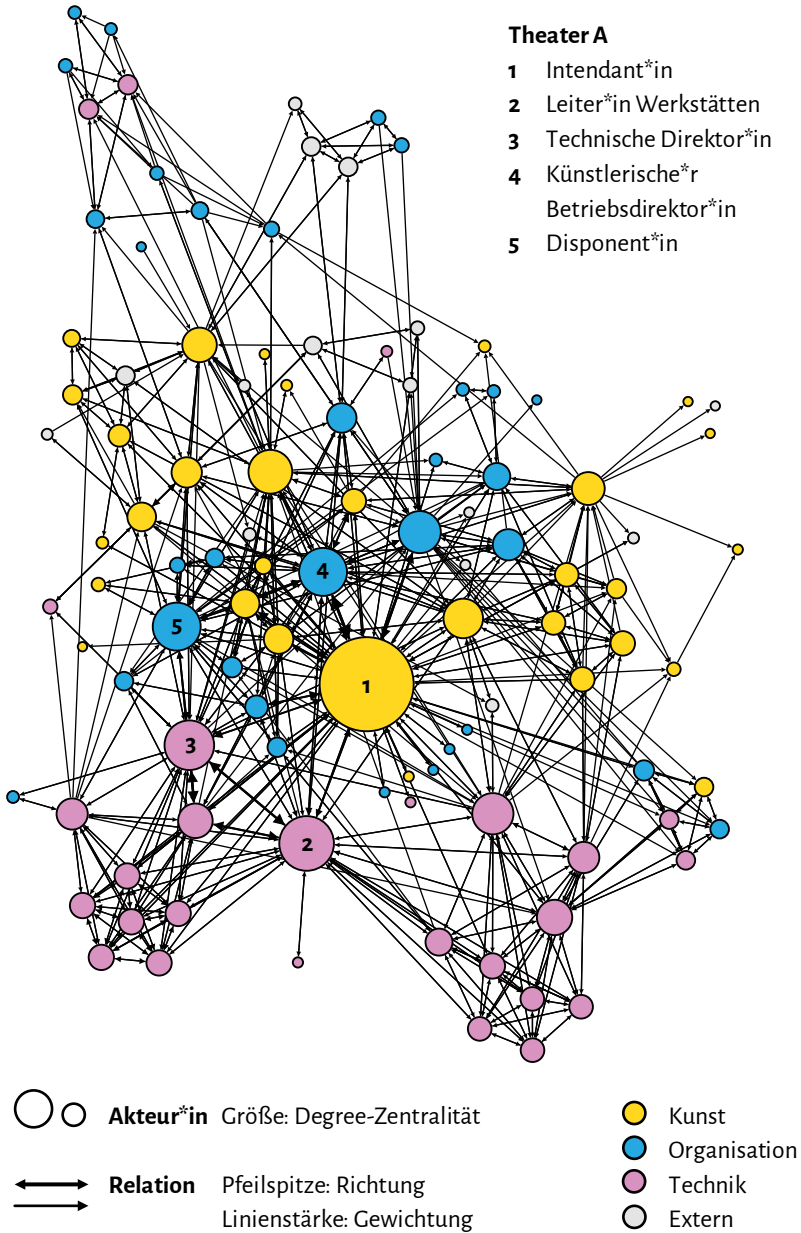 Theater A
1 Intendant*in
2 Leiter*in Werkstätten
3 Technische Direktor*in
4 Künstlerische*r
Betriebsdirektor*in
5 Disponent*in
4
5
1
3
2
Akteur*in Größe: Degree-Zentralität
Relation Pfeilspitze: Richtung
Linienstärke: Gewichtung
Kunst
Organisation
Technik
Extern